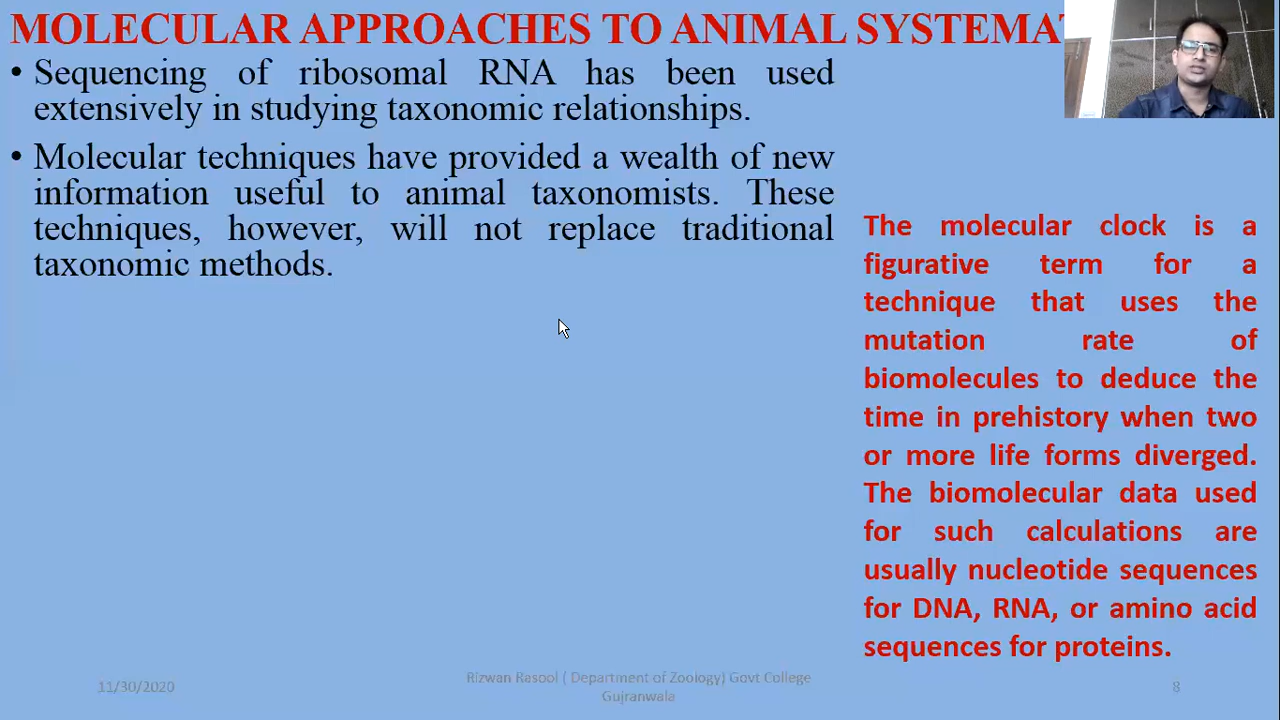 MOLECULAR APPROACHES TO ANIMAL SYSTEMAT
• Sequencing of ribosomal RNA has been used
extensively in studying taxonomic relationships.
• Molecular techniques have provided a wealth of new
information useful to animal taxonomists. These
techniques, however, will not replace traditional
taxonomic methods.
The molecular clock is a
figurative term for a
technique that uses the
mutation rate of
biomolecules to deduce the
time in prehistory when two
or more life forms diverged.
The biomolecular data used
for such calculations are
usually nucleotide sequences
for DNA, RNA, or amino acid
sequences for proteins.
11/30/2020
Rizwan Rasool ( Department of Zoology) Govt College
Gujranwala
8